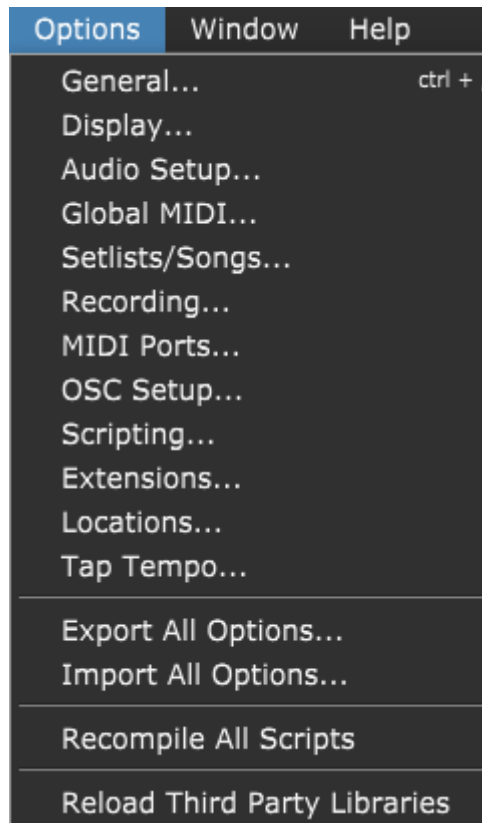 Options Window Help
General... ctrl +
Display...
Audio Setup...
Global MIDI...
Setlists/Songs...
Recording...
MIDI Ports...
OSC Setup...
Scripting...
Extensions...
Locations...
Tap Tempo...
Export All Options...
Import All Options...
Recompile All Scripts
Reload Third Party Libraries